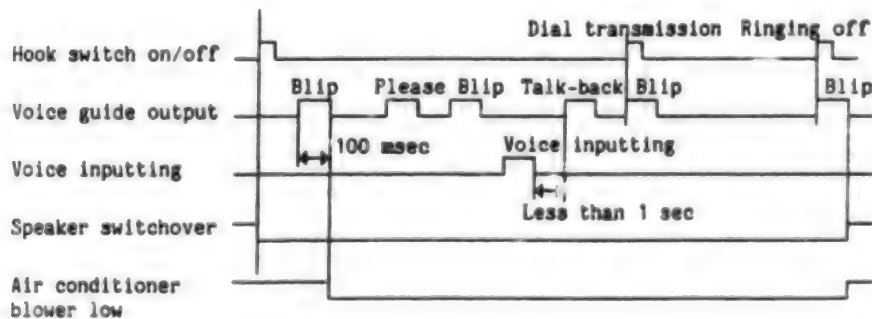 Dial transmission Ringing off
Hook switch on/off
Blip Please Blip Talk-back Blip Blip
Voice guide output
100 msec Voice inputting
Voice inputting
Less than 1 sec
Speaker switchover
Air conditioner
blower low